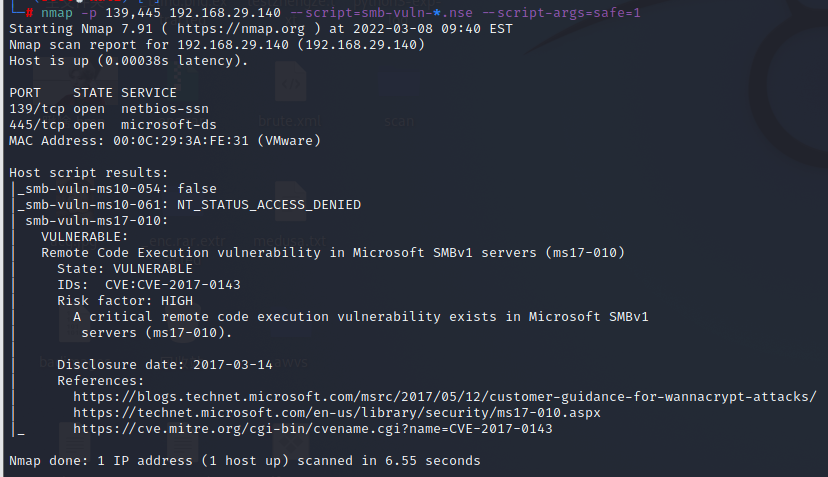 └─# nmap -p 139,445 192.168.29.140 --script=smb-vuln-*.nse --script-args=safe=1
Starting Nmap 7.91 ( https://nmap.org ) at 2022-03-08 09:40 EST
Nmap scan report for 192.168.29.140 (192.168.29.140)
Host is up (0.00038s latency).

PORT    STATE SERVICE
139/tcp open  netbios-ssn
445/tcp open  microsoft-ds
MAC Address: 00:0C:29:3A:FE:31 (VMware)

Host script results:
|_smb-vuln-ms10-054: false
|_smb-vuln-ms10-061: NT_STATUS_ACCESS_DENIED
| smb-vuln-ms17-010:
|   VULNERABLE:
|   Remote Code Execution vulnerability in Microsoft SMBv1 servers (ms17-010)
|     State: VULNERABLE
|     IDs:  CVE:CVE-2017-0143
|     Risk factor: HIGH
|       A critical remote code execution vulnerability exists in Microsoft SMBv1
|        servers (ms17-010).
|
|     Disclosure date: 2017-03-14
|     References:
|       https://blogs.technet.microsoft.com/msrc/2017/05/12/customer-guidance-for-wannacrypt-attacks/
|       https://technet.microsoft.com/en-us/library/security/ms17-010.aspx
|_      https://cve.mitre.org/cgi-bin/cvename.cgi?name=CVE-2017-0143

Nmap done: 1 IP address (1 host up) scanned in 6.55 seconds
brute.xml
scan